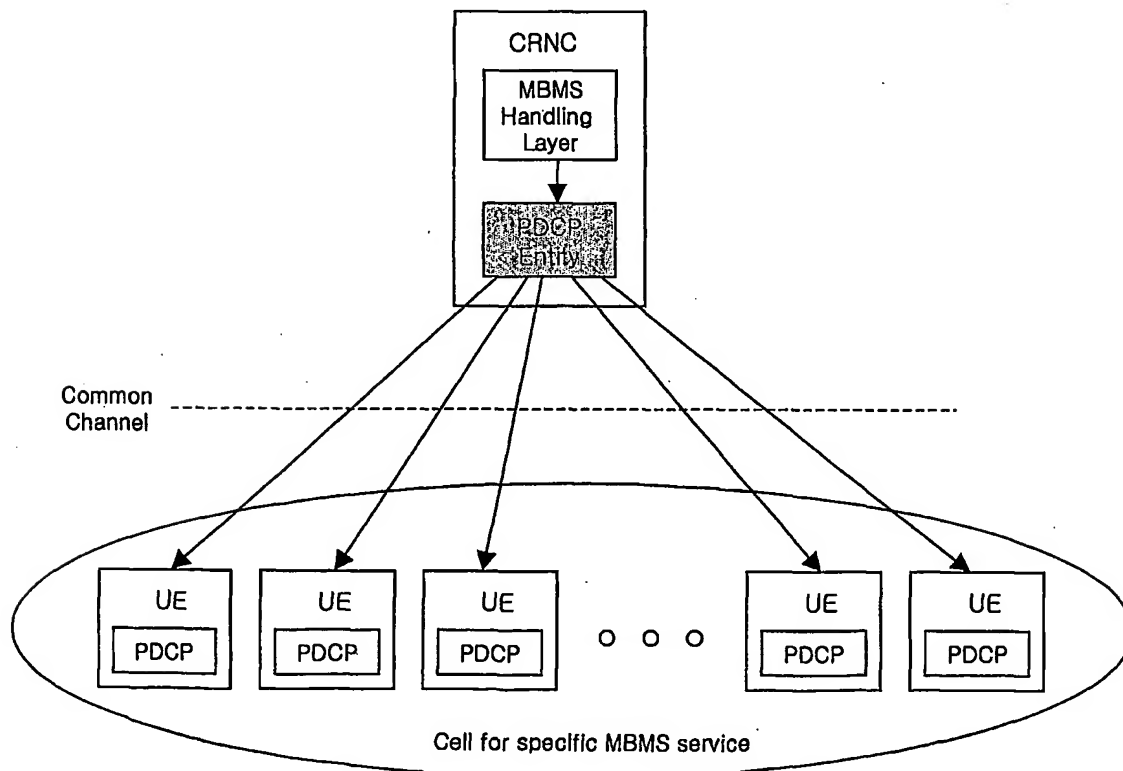 CRNC
MBMS
Handling
Layer
PDCP
Entity
Common
Channel
UE
UE
UE
UE
UE
PDCP
PDCP
PDCP
PDCP
PDCP
Cell for specific MBMS service